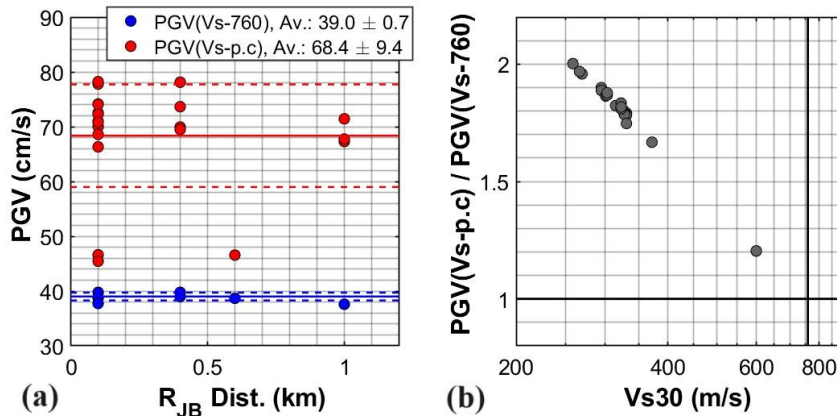 PGV(Vs-760), Av.: 39.0 ± 0.7
PGV(Vs-p.c), Av.: 68.4 ± 9.4
90
80
70
60
50
40
30
PGV (cm/s)
0
0.5
1
(a)
R_JB Dist. (km)
2
1.5
1
PGV(Vs-p.c) / PGV(Vs-760)
200
400
600
800
(b)
Vs30 (m/s)